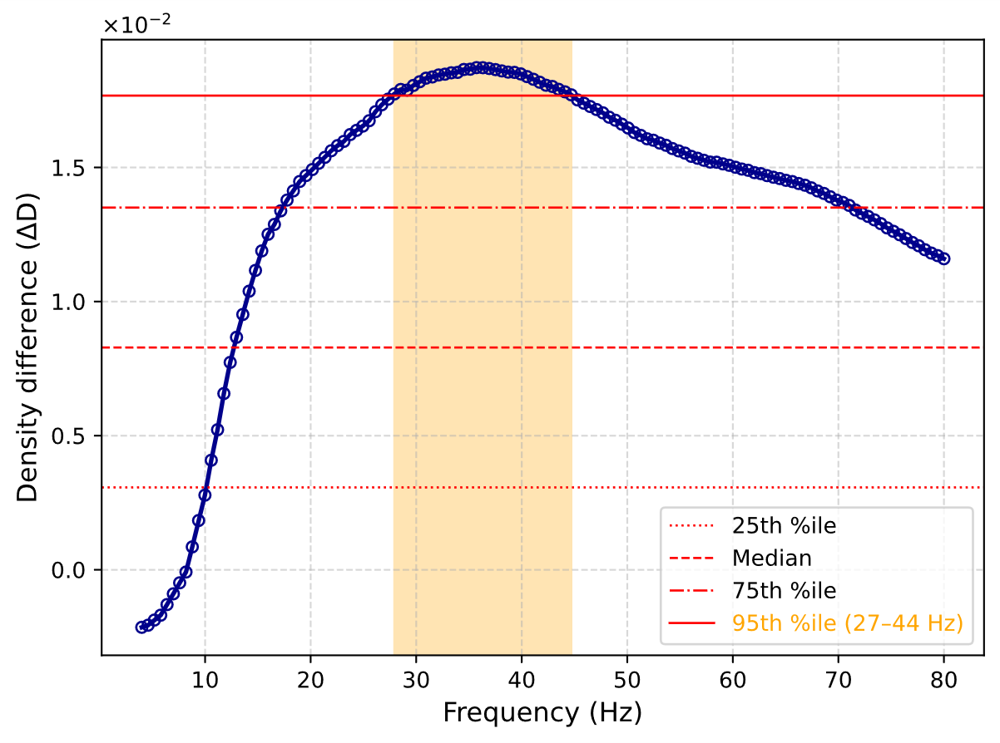 ×10⁻²
Density difference (ΔD)
1.5
1.0
0.5
0.0
25th %ile
Median
75th %ile
95th %ile (27–44 Hz)
10 20 30 40 50 60 70 80
Frequency (Hz)